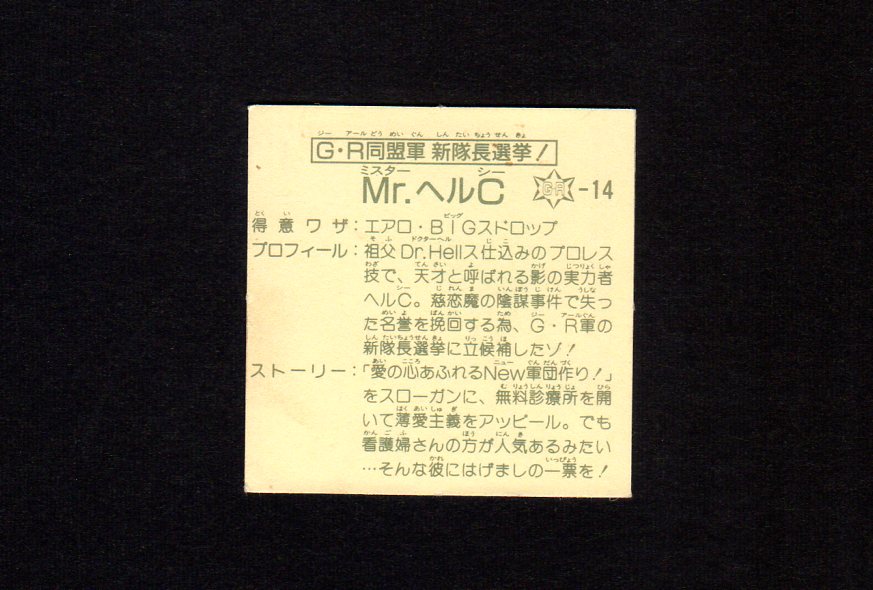 G・R同盟軍 新隊長選挙!
Mr.ヘルC GR-14
得意ワザ:エアロ・BIGスドロップ
プロフィール:祖父Dr.Hellス仕込みのプロレス
技で、天才と呼ばれる影の実力者
ヘルC。慈恋魔の陰謀事件で失っ
た名誉を挽回する為、G・R軍の
新隊長選挙に立候補したゾ!
ストーリー:「愛の心あふれるNew軍団作り!」
をスローガンに、無料診療所を開
いて薄愛主義をアッピール。でも
看護婦さんの方が人気あるみたい
…そんな彼にはげましの一票を!